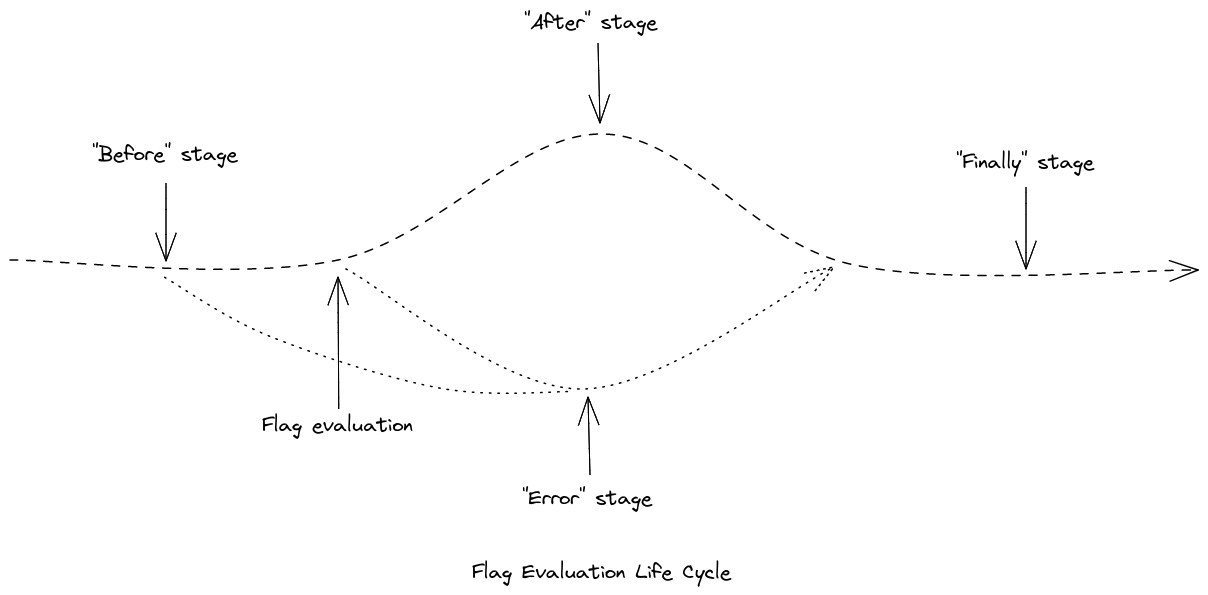 "After" stage
"Before" stage
"Finally" stage
Flag evaluation
"Error" stage
Flag Evaluation Life Cycle